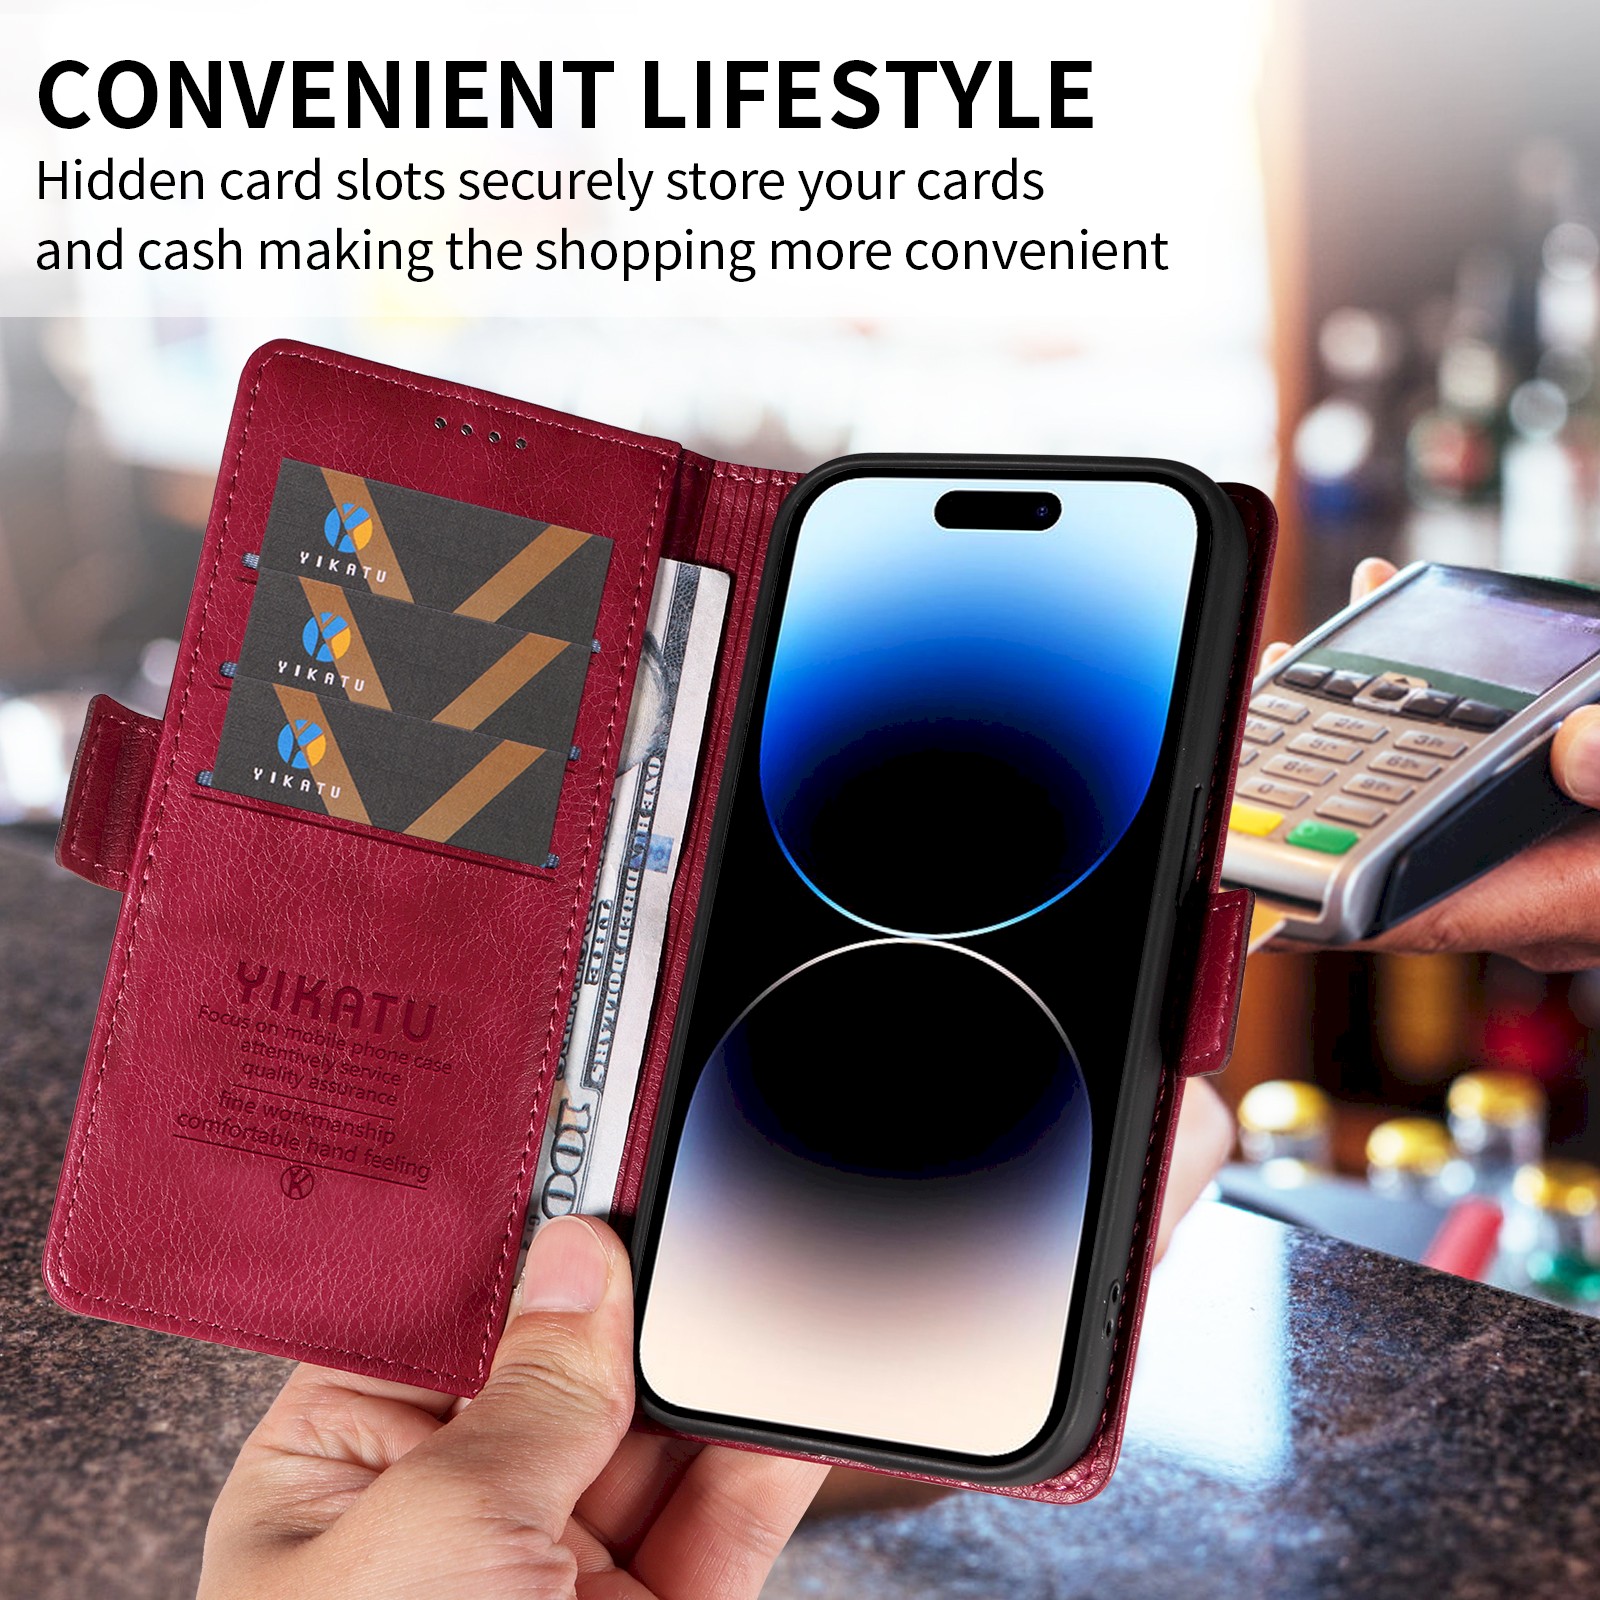 CONVENIENT LIFESTYLE
Hidden card slots securely store your cards
and cash making the shopping more convenient
YIKATU
YIKATU
YIKATU
YIKATU
Focus on mobile phone case
attentively service
quality assurance
fine workmanship
comfortable hand feeling
100